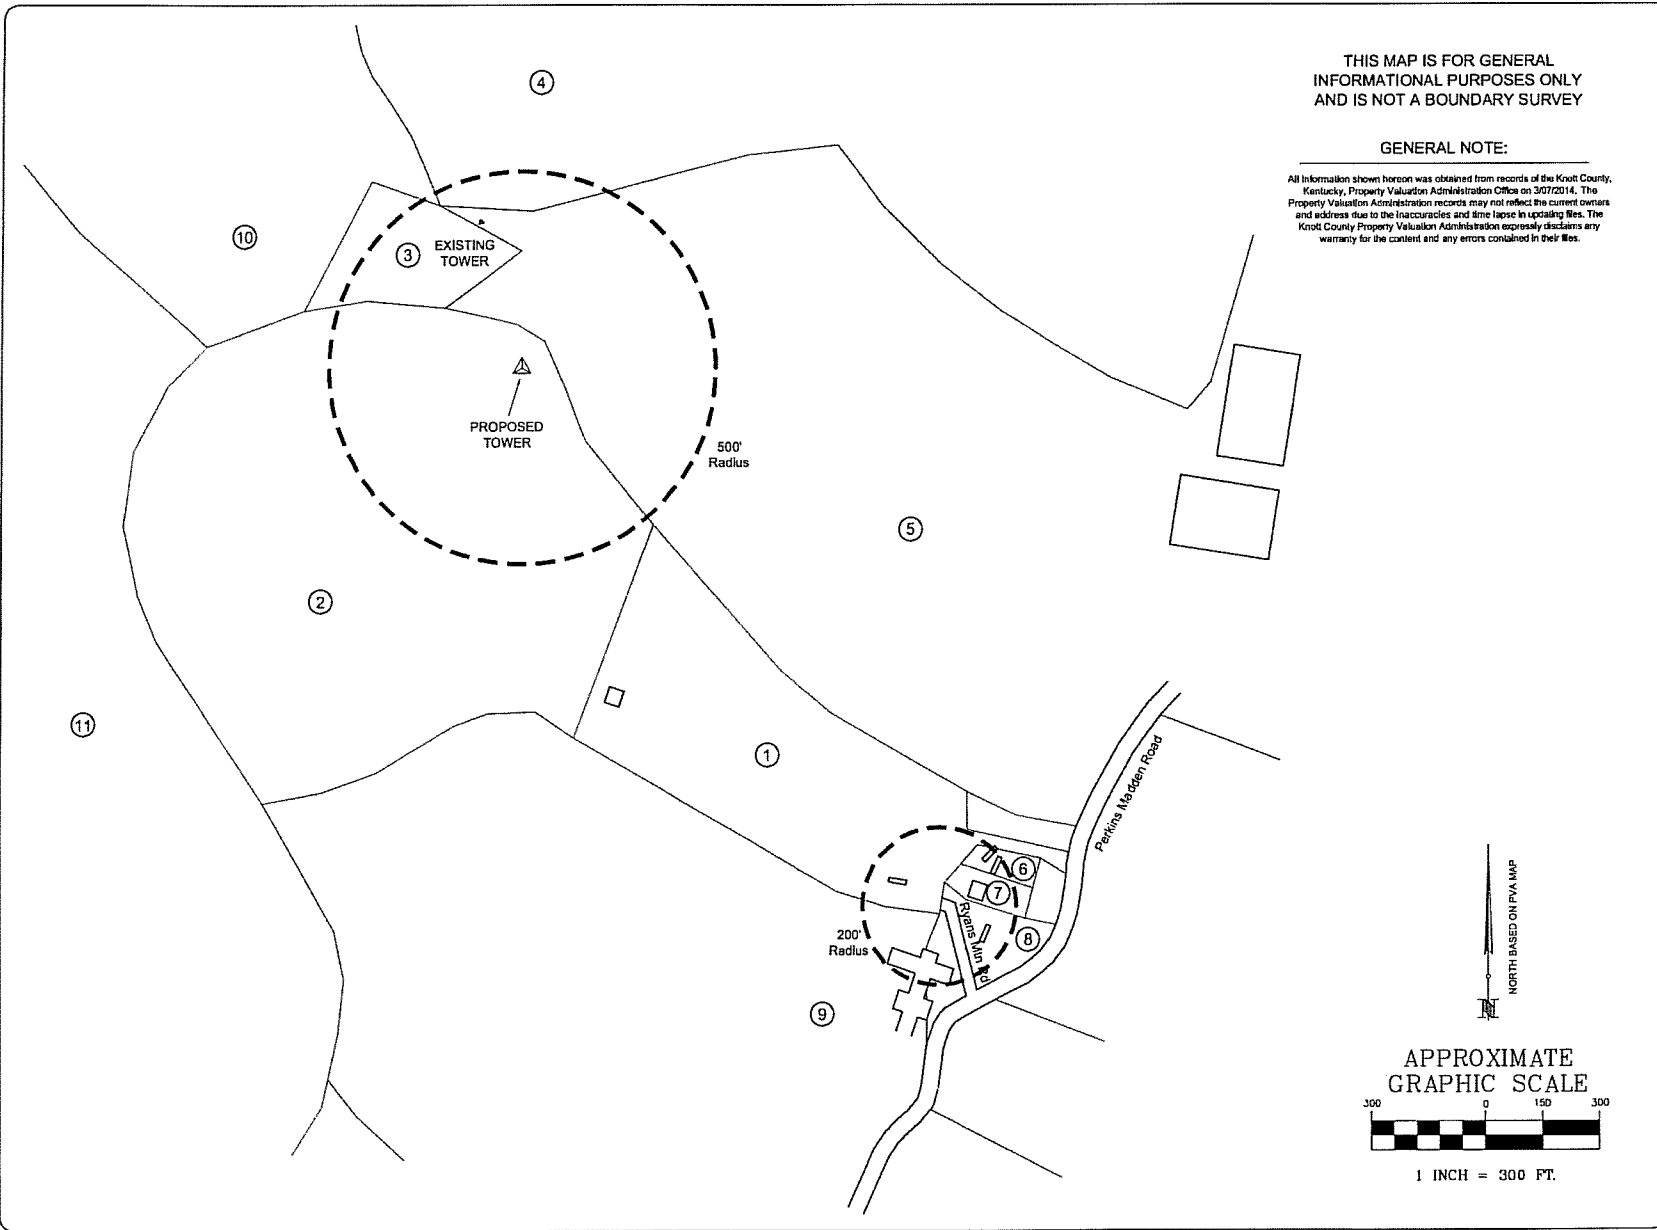 THIS MAP IS FOR GENERAL
INFORMATIONAL PURPOSES ONLY
AND IS NOT A BOUNDARY SURVEY
GENERAL NOTE:
All Information shown hereon was obtained from records of the Knott County,
Kentucky, Property Valuation Administration Office on 3/07/2014. The
Property Valuation Administration records may not reflect the current owners
and address due to the inaccuracies and time lapse in updating files. The
Knott County Property Valuation Administration expressly disclaims any
warranty for the content and any errors contained in their files.
4
10
3
EXISTING
TOWER
PROPOSED
TOWER
500'
Radius
5
2
11
1
Perkins Madden Road
6
7
8
Ryans Mtn Rd
200'
Radius
9
NORTH BASED ON PVA MAP
N
APPROXIMATE
GRAPHIC SCALE
300 0 150 300
1 INCH = 300 FT.